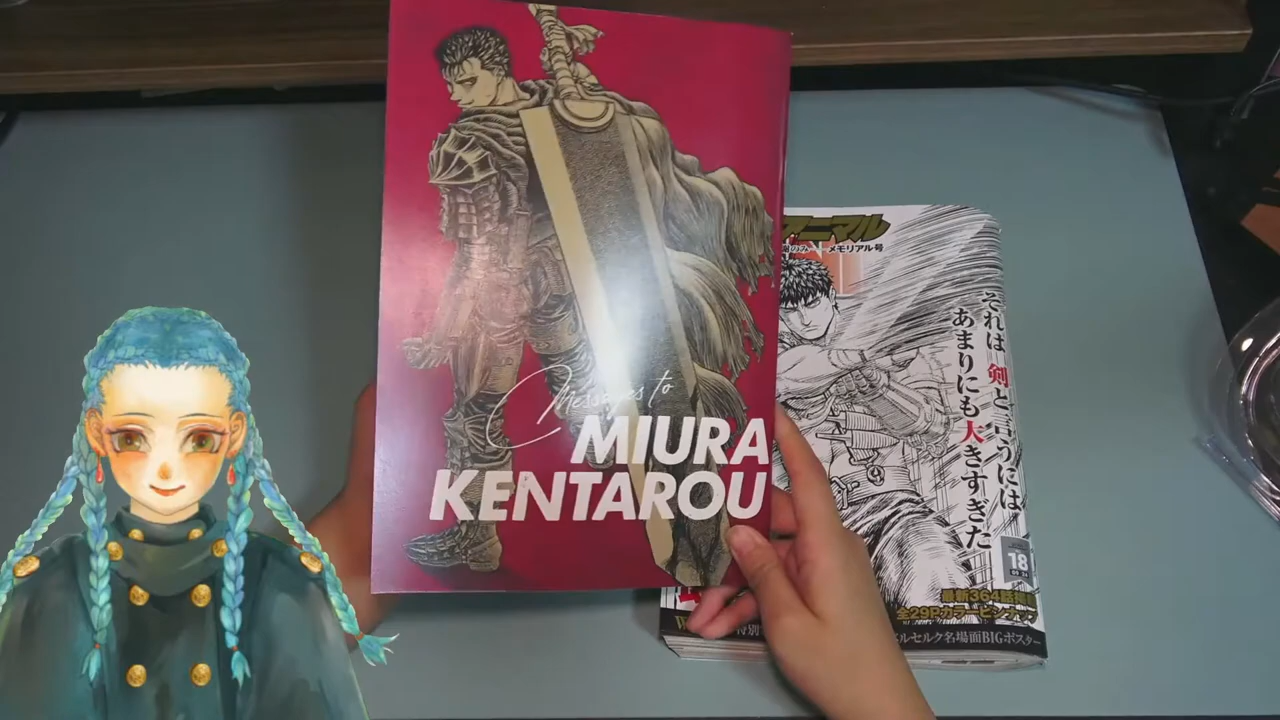 Messages to
MIURA
KENTAROU
アニマル
メモリアル号
それは 剣と言うには
あまりにも大きすぎた
18
最新364話掲載
全29Pカラーピンナップ
ルセルク名場面BIGポスター